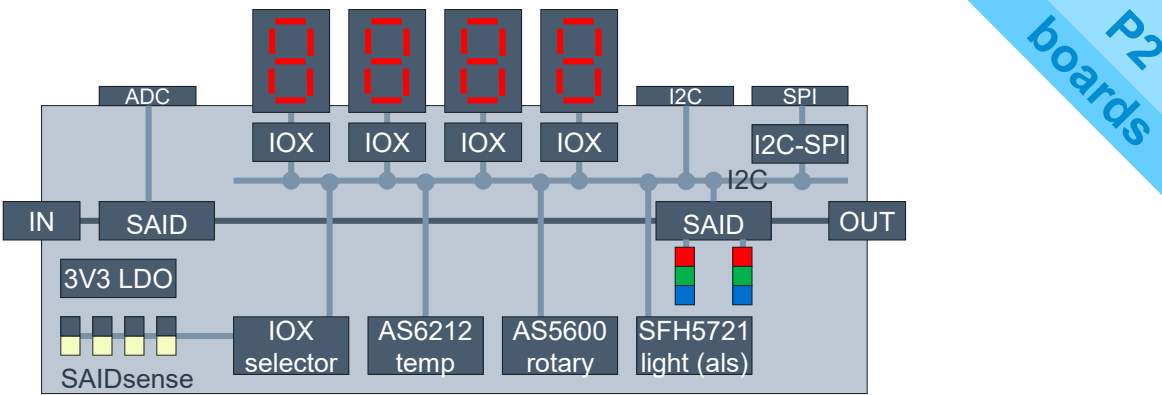 P2
boards
ADC
I2C
SPI
IOX
IOX
IOX
IOX
I2C-SPI
I2C
IN
SAID
SAID
OUT
3V3 LDO
IOX
selector
AS6212
temp
AS5600
rotary
SFH5721
light (als)
SAIDsense